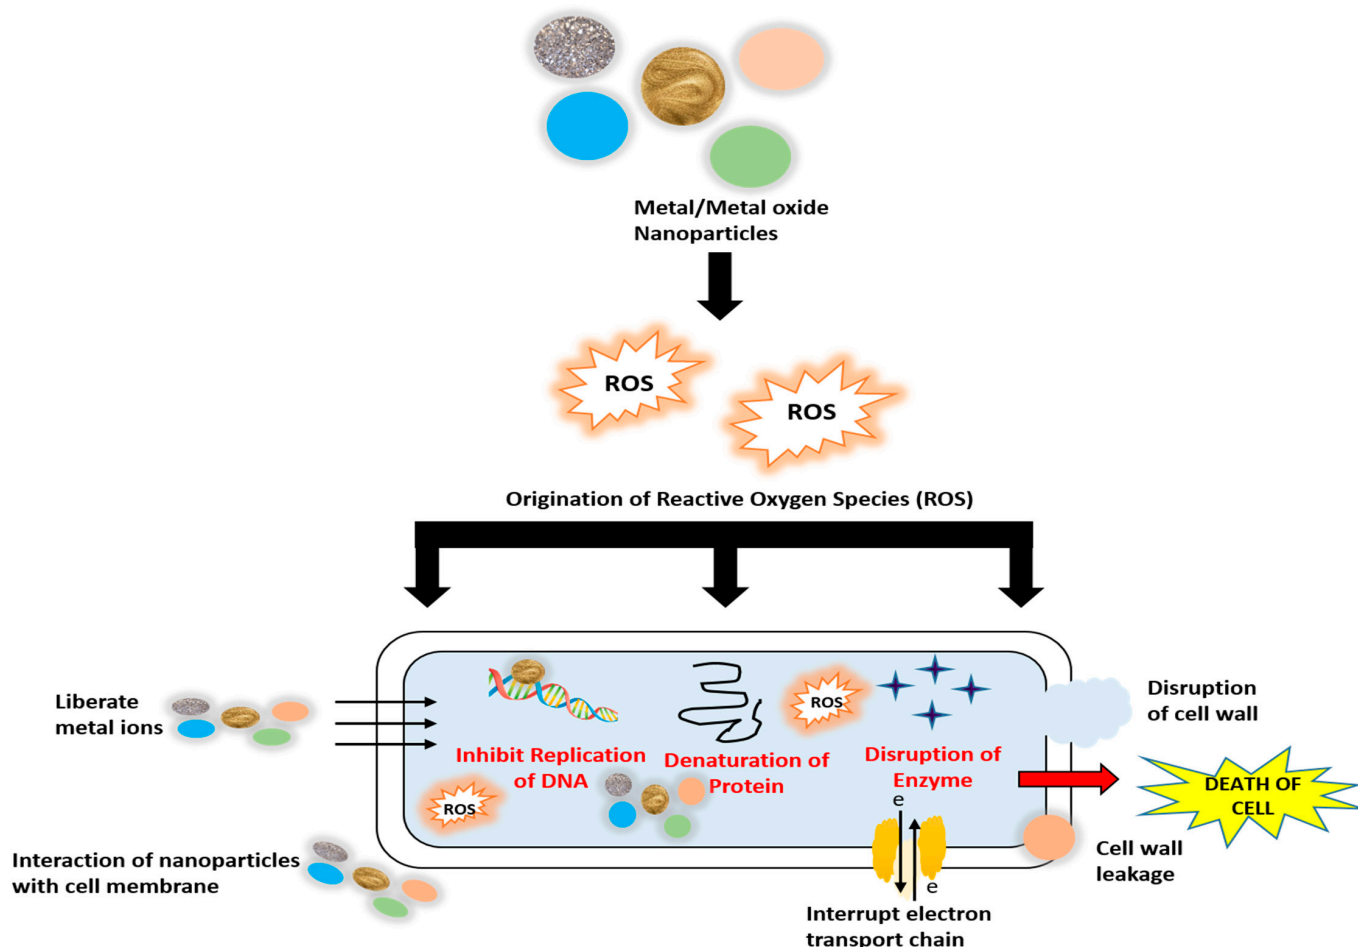 Metal/Metal oxide
Nanoparticles
ROS
ROS
Origination of Reactive Oxygen Species (ROS)
Liberate
metal ions
Inhibit Replication
of DNA
ROS
Denaturation of
Protein
ROS
Disruption of
Enzyme
e
e
Disruption
of cell wall
DEATH OF
CELL
Cell wall
leakage
Interaction of nanoparticles
with cell membrane
Interrupt electron
transport chain